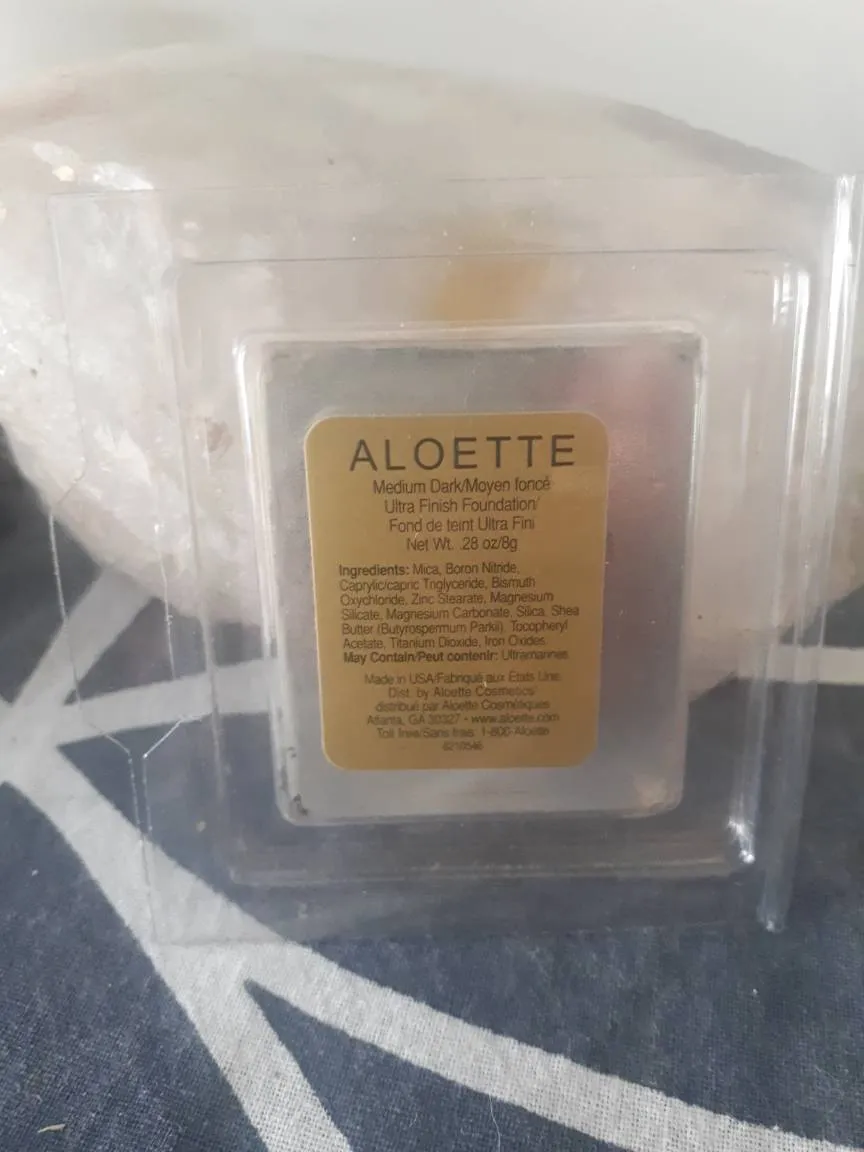 ALOETTE
Medium Dark/Moyen foncé
Ultra Finish Foundation/
Fond de teint Ultra Fini
Net Wt. .28 oz/8g
Ingredients: Mica, Boron Nitride,
Caprylic/capric Triglyceride, Bismuth
Oxychloride, Zinc Stearate, Magnesium
Silicate, Magnesium Carbonate, Silica, Shea
Butter (Butyrospermum Parkii), Tocopheryl
Acetate, Titanium Dioxide, Iron Oxides.
May Contain/Peut contenir: Ultramarines
Made in USA/Fabriqué aux Etats Unis
Dist. by Aloette Cosmetics/
distribué par Aloette Cosmétiques
Atlanta, GA 30327 • www.aloette.com
Toll free/Sans frais: 1-800-Aloette
6210546